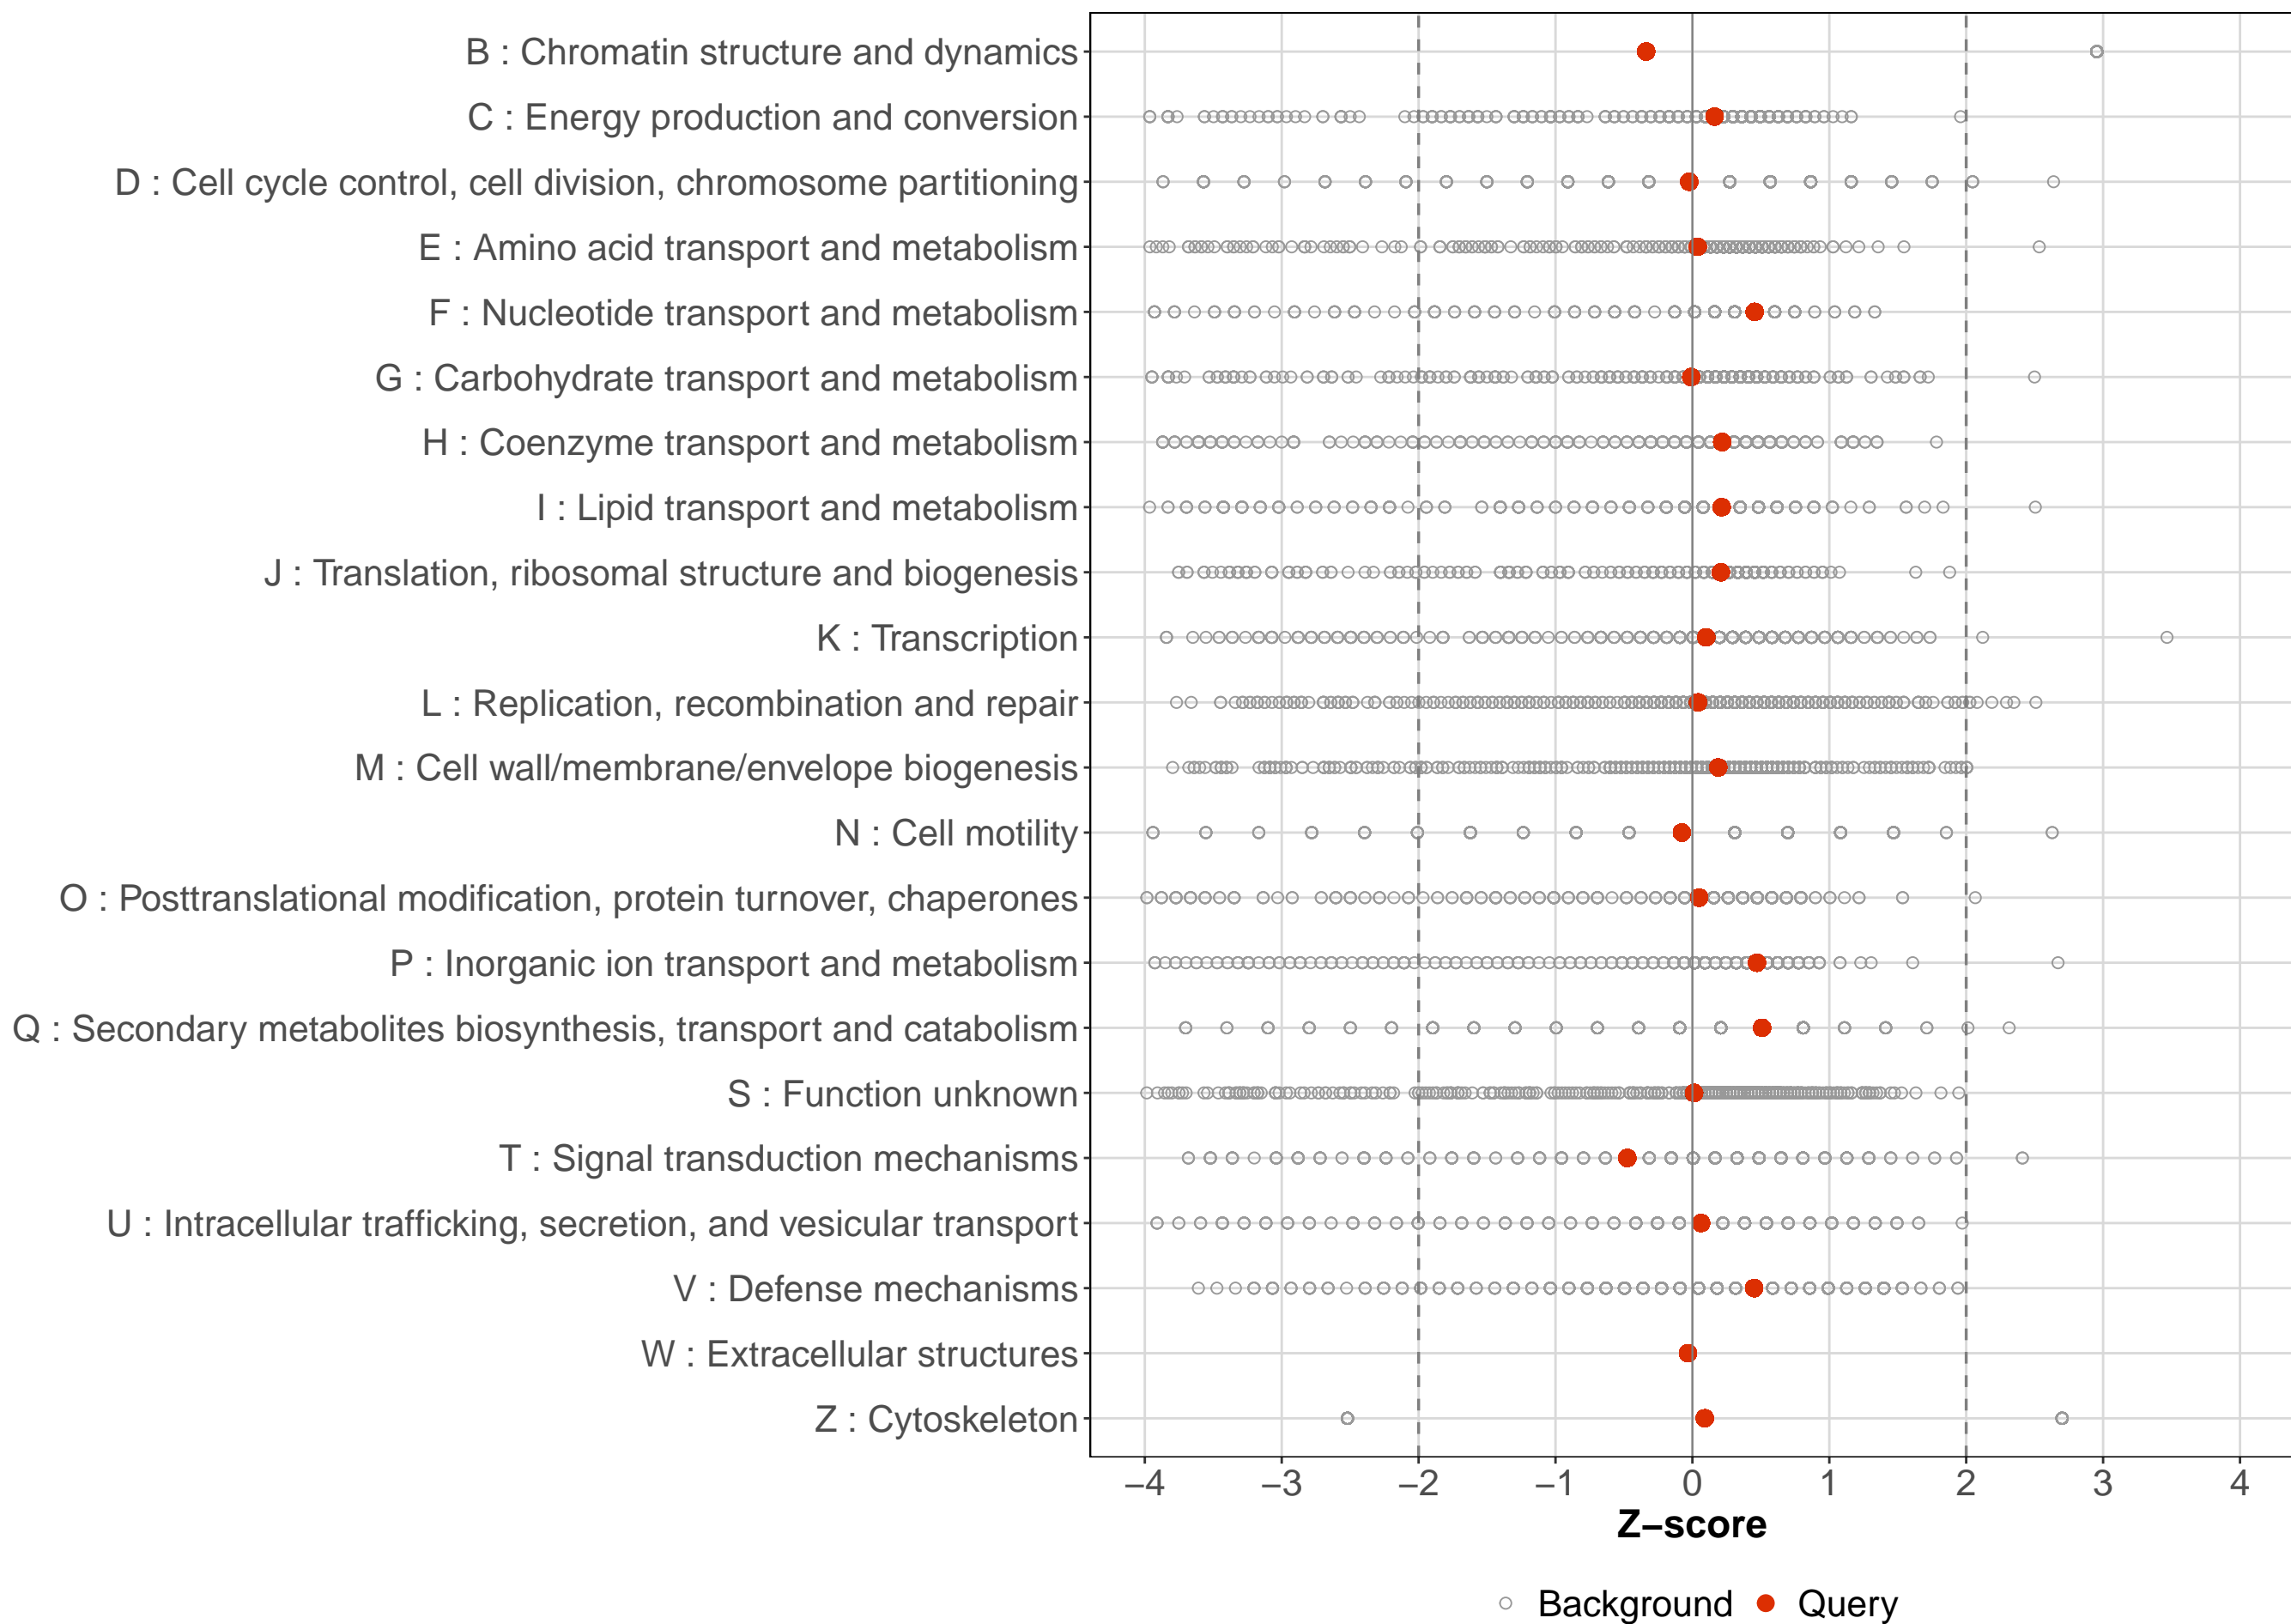 B : Chromatin structure and dynamics
C : Energy production and conversion
D : Cell cycle control, cell division, chromosome partitioning
E : Amino acid transport and metabolism
F : Nucleotide transport and metabolism
G : Carbohydrate transport and metabolism
H : Coenzyme transport and metabolism
I : Lipid transport and metabolism
J : Translation, ribosomal structure and biogenesis
K : Transcription
L : Replication, recombination and repair
M : Cell wall/membrane/envelope biogenesis
N : Cell motility
O : Posttranslational modification, protein turnover, chaperones
P : Inorganic ion transport and metabolism
Q : Secondary metabolites biosynthesis, transport and catabolism
S : Function unknown
T : Signal transduction mechanisms
U : Intracellular trafficking, secretion, and vesicular transport
V : Defense mechanisms
W : Extracellular structures
Z : Cytoskeleton
−4 −3 −2 −1 0 1 2 3 4
Z−score
Background Query